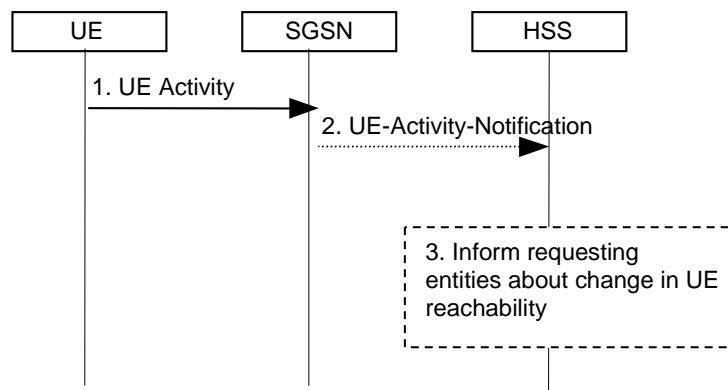 UE
SGSN
HSS
1. UE Activity
2. UE-Activity-Notification
3. Inform requesting
entities about change in UE
reachability